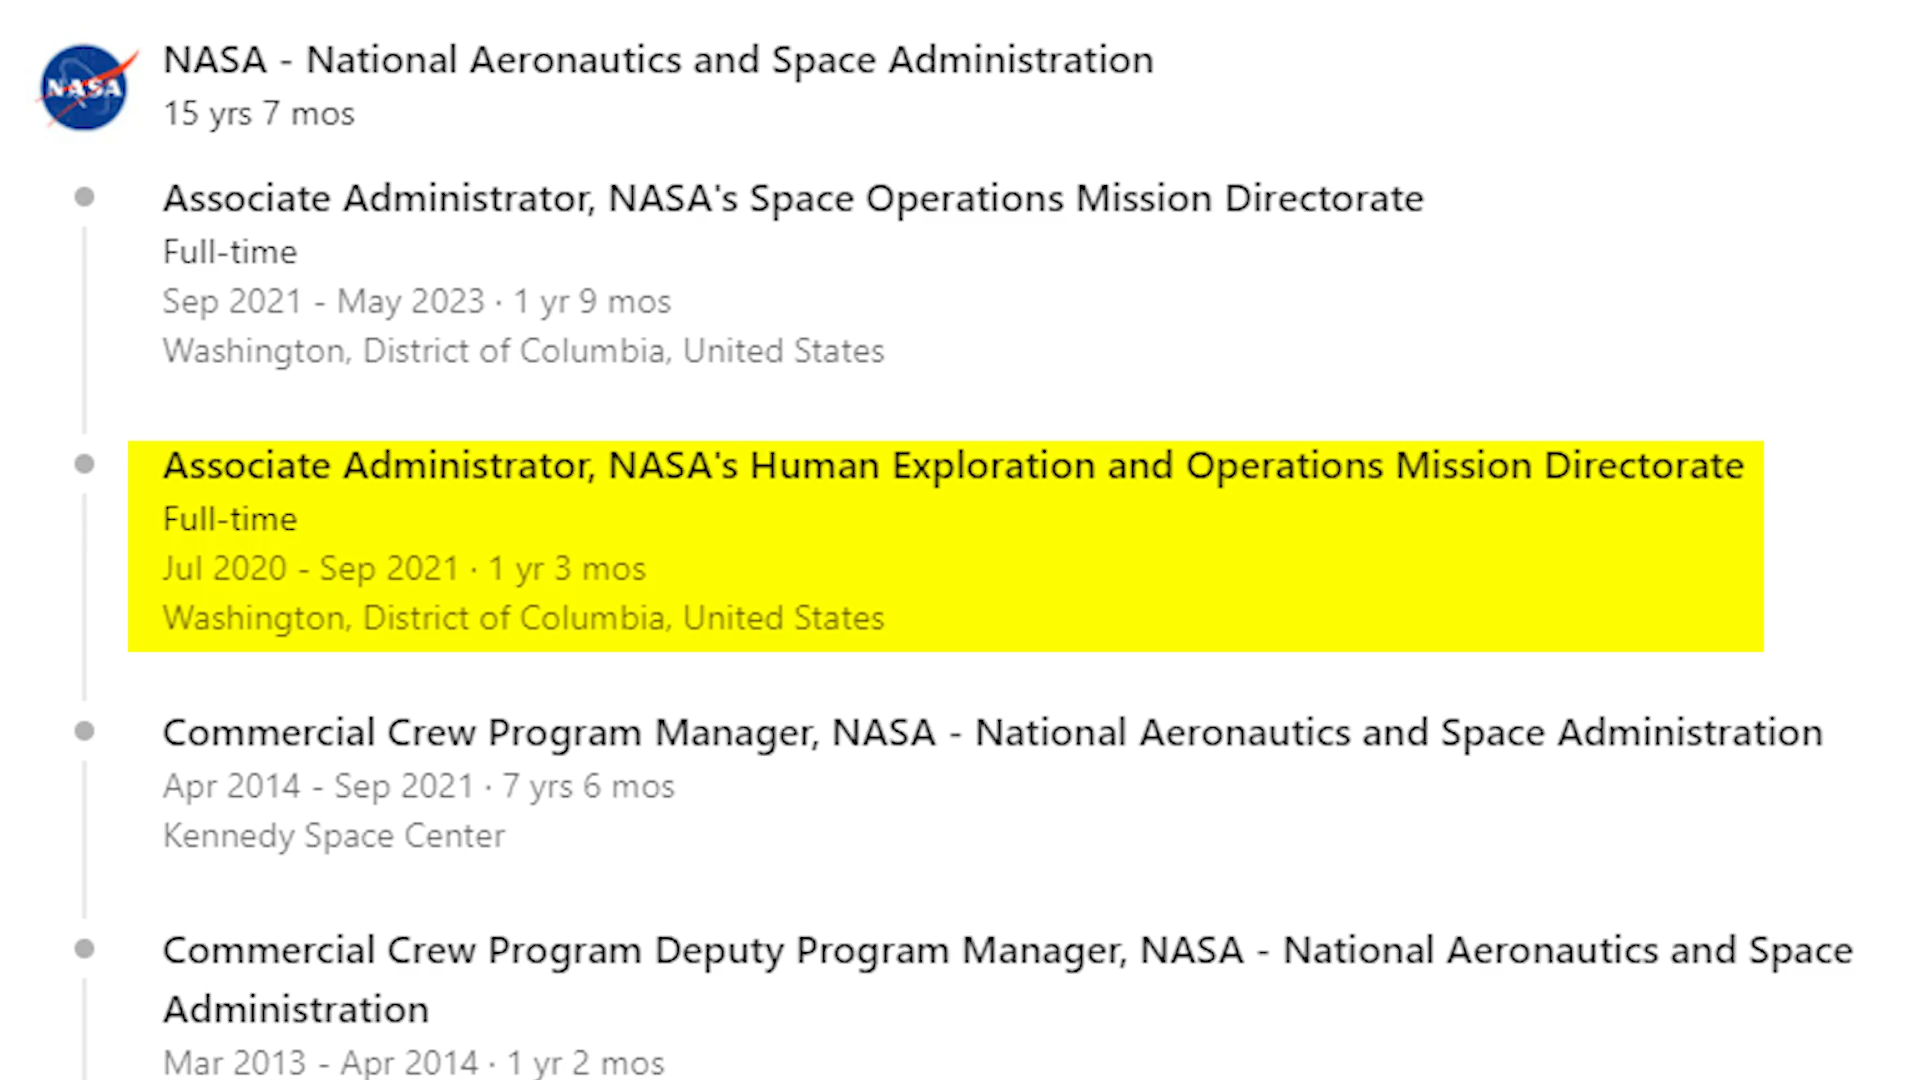 NASA
NASA - National Aeronautics and Space Administration
15 yrs 7 mos
Associate Administrator, NASA's Space Operations Mission Directorate
Full-time
Sep 2021 - May 2023 · 1 yr 9 mos
Washington, District of Columbia, United States
Associate Administrator, NASA's Human Exploration and Operations Mission Directorate
Full-time
Jul 2020 - Sep 2021 · 1 yr 3 mos
Washington, District of Columbia, United States
Commercial Crew Program Manager, NASA - National Aeronautics and Space Administration
Apr 2014 - Sep 2021 · 7 yrs 6 mos
Kennedy Space Center
Commercial Crew Program Deputy Program Manager, NASA - National Aeronautics and Space
Administration
Mar 2013 - Apr 2014 · 1 yr 2 mos